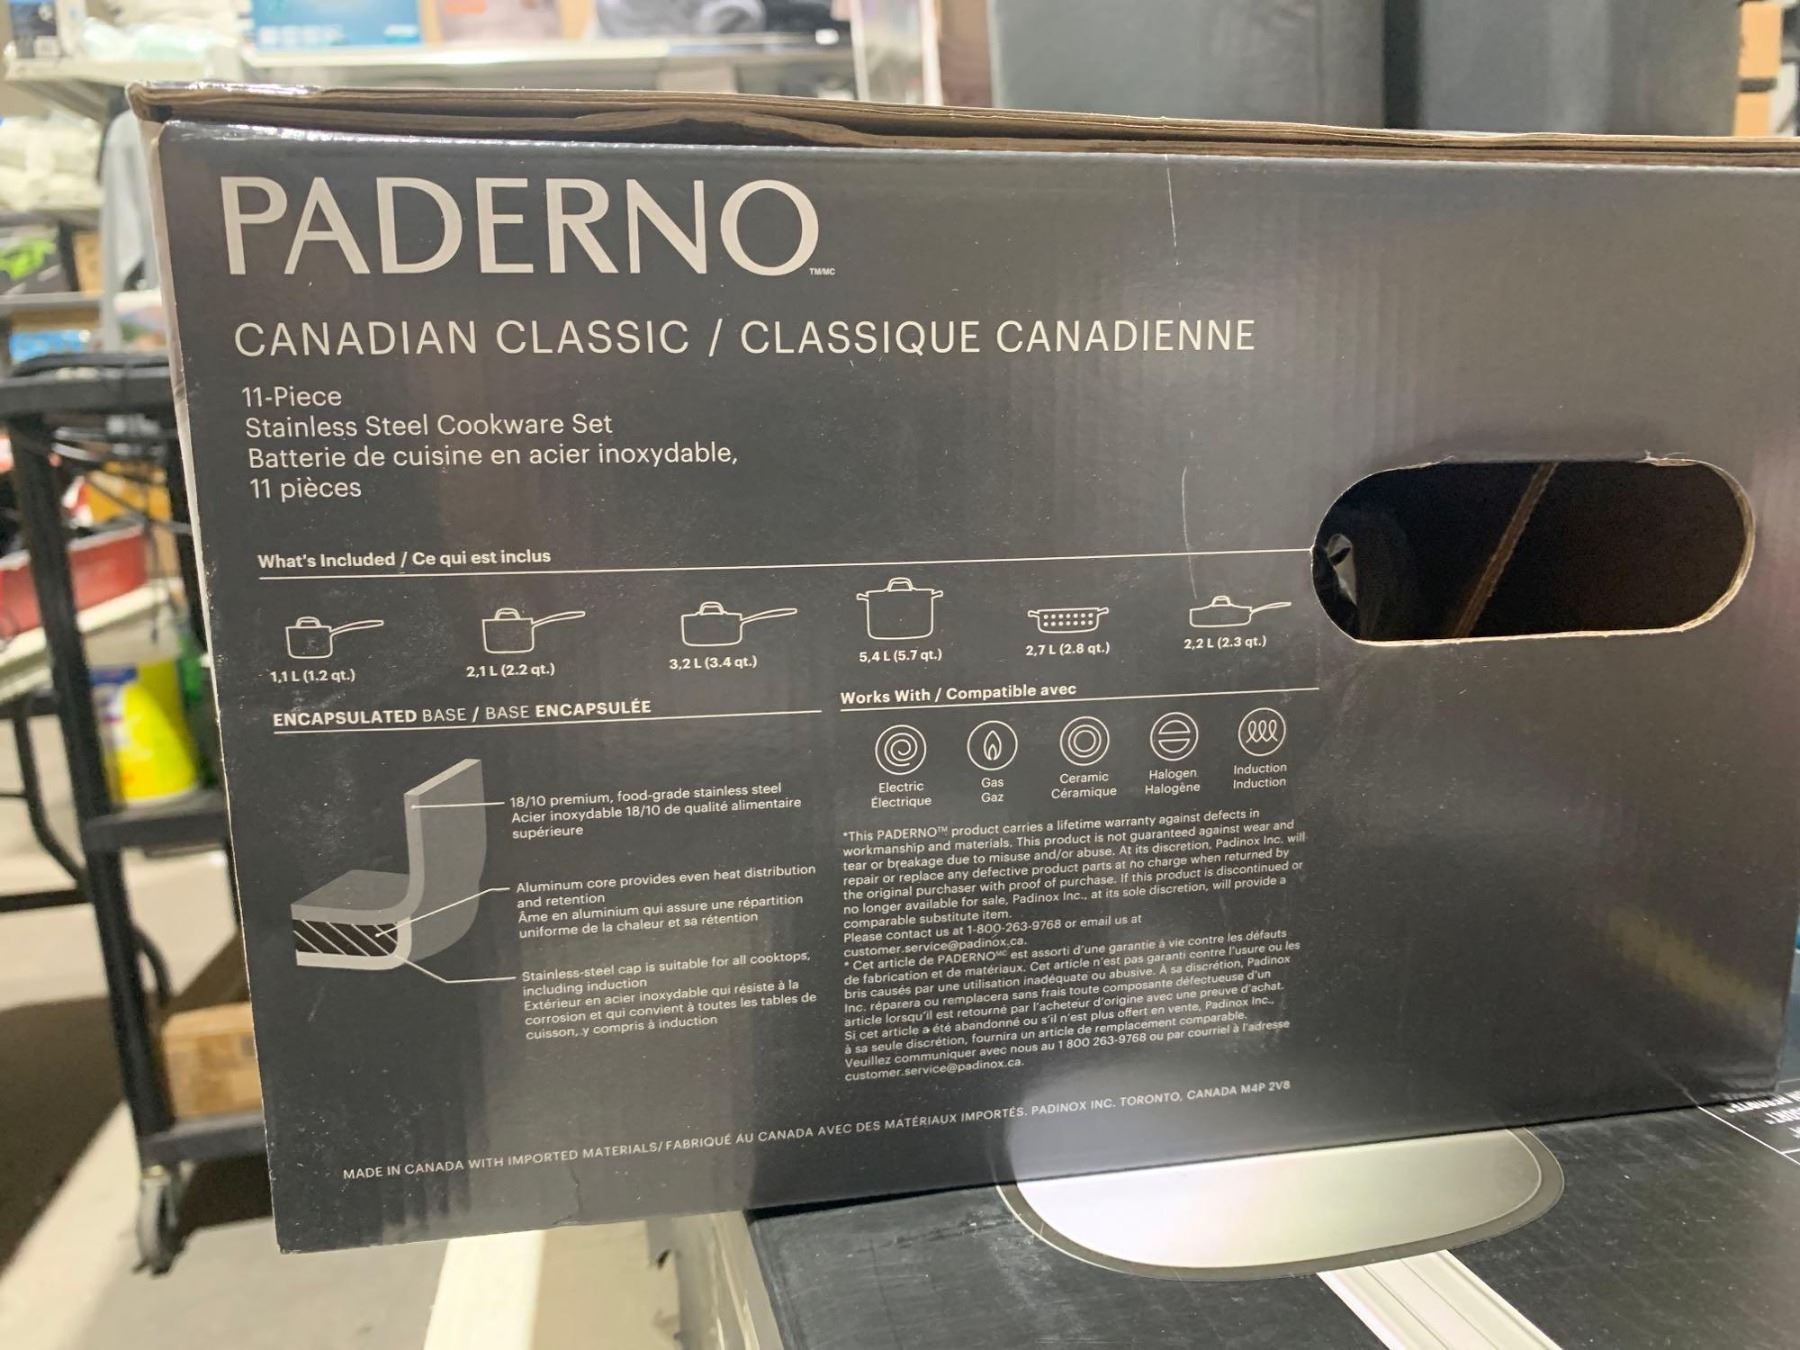 PADERNO
TM/MC
CANADIAN CLASSIC / CLASSIQUE CANADIENNE
11-Piece
Stainless Steel Cookware Set
Batterie de cuisine en acier inoxydable,
11 pièces
What's Included / Ce qui est inclus
1,1 L (1.2 qt.)
2,1 L (2.2 qt.)
3,2 L (3.4 qt.)
5,4 L (5.7 qt.)
2,7 L (2.8 qt.)
2,2 L (2.3 qt.)
ENCAPSULATED BASE / BASE ENCAPSULÉE
18/10 premium, food-grade stainless steel
Acier inoxydable 18/10 de qualité alimentaire
supérieure
Aluminum core provides even heat distribution
and retention
Âme en aluminium qui assure une répartition
uniforme de la chaleur et sa rétention
Stainless-steel cap is suitable for all cooktops,
including induction
Extérieur en acier inoxydable qui résiste à la
corrosion et qui convient à toutes les tables de
cuisson, y compris à induction
Works With / Compatible avec
Electric
Électrique
Gas
Gaz
Ceramic
Céramique
Halogen
Halogène
Induction
Induction
*This PADERNO™ product carries a lifetime warranty against defects in
workmanship and materials. This product is not guaranteed against wear and
tear or breakage due to misuse and/or abuse. At its discretion, Padinox Inc. will
repair or replace any defective product parts at no charge when returned by
the original purchaser with proof of purchase. If this product is discontinued or
no longer available for sale, Padinox Inc., at its sole discretion, will provide a
comparable substitute item.
Please contact us at 1-800-263-9768 or email us at
customer.service@padinox.ca.
* Cet article de PADERNO MC est assorti d'une garantie à vie contre les défauts
de fabrication et de matériaux. Cet article n'est pas garanti contre l'usure ou les
bris causés par une utilisation inadéquate ou abusive. À sa discrétion, Padinox
Inc. réparera ou remplacera sans frais toute composante défectueuse d'un
article lorsqu'il est retourné par l'acheteur d'origine avec une preuve d'achat.
Si cet article a été abandonné ou s'il n'est plus offert en vente, Padinox Inc.,
à sa seule discrétion, fournira un article de remplacement comparable.
Veuillez communiquer avec nous au 1 800 263-9768 ou par courriel à l'adresse
customer.service@padinox.ca.
MADE IN CANADA WITH IMPORTED MATERIALS/ FABRIQUÉ AU CANADA AVEC DES MATÉRIAUX IMPORTÉS. PADINOX INC. TORONTO, CANADA M4P 2V8